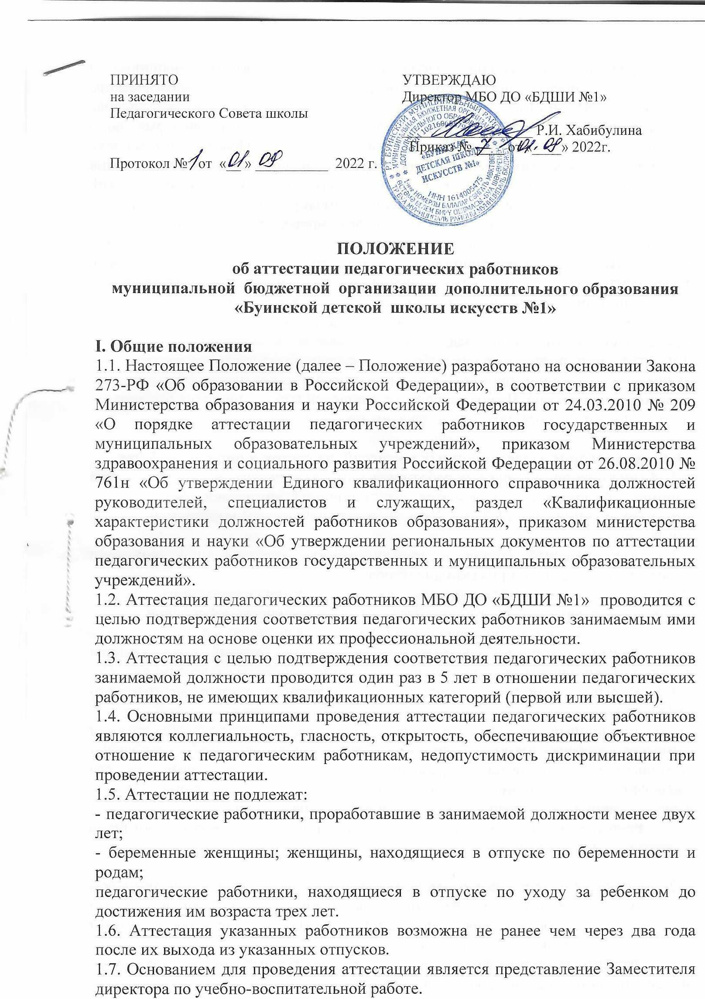 ПРИНЯТО
на заседании
Педагогического Совета школы
Протокол № 1 от «01» 09 2022 г.
УТВЕРЖДАЮ
Директор МБО ДО «БДШИ №1»
Р.И. Хабибулина
Приказ № 7 от «01.09» 2022г.
«БУИНСКАЯ
ДЕТСКАЯ ШКОЛА
ИСКУССТВ №1»
ИНН 1614005475
ПОЛОЖЕНИЕ
об аттестации педагогических работников
муниципальной бюджетной организации дополнительного образования
«Буинской детской школы искусств №1»
I. Общие положения
1.1. Настоящее Положение (далее – Положение) разработано на основании Закона
273-РФ «Об образовании в Российской Федерации», в соответствии с приказом
Министерства образования и науки Российской Федерации от 24.03.2010 № 209
«О порядке аттестации педагогических работников государственных и
муниципальных образовательных учреждений», приказом Министерства
здравоохранения и социального развития Российской Федерации от 26.08.2010 №
761н «Об утверждении Единого квалификационного справочника должностей
руководителей, специалистов и служащих, раздел «Квалификационные
характеристики должностей работников образования», приказом министерства
образования и науки «Об утверждении региональных документов по аттестации
педагогических работников государственных и муниципальных образовательных
учреждений».
1.2. Аттестация педагогических работников МБО ДО «БДШИ №1» проводится с
целью подтверждения соответствия педагогических работников занимаемым ими
должностям на основе оценки их профессиональной деятельности.
1.3. Аттестация с целью подтверждения соответствия педагогических работников
занимаемой должности проводится один раз в 5 лет в отношении педагогических
работников, не имеющих квалификационных категорий (первой или высшей).
1.4. Основными принципами проведения аттестации педагогических работников
являются коллегиальность, гласность, открытость, обеспечивающие объективное
отношение к педагогическим работникам, недопустимость дискриминации при
проведении аттестации.
1.5. Аттестации не подлежат:
- педагогические работники, проработавшие в занимаемой должности менее двух
лет;
- беременные женщины; женщины, находящиеся в отпуске по беременности и
родам;
педагогические работники, находящиеся в отпуске по уходу за ребенком до
достижения им возраста трех лет.
1.6. Аттестация указанных работников возможна не ранее чем через два года
после их выхода из указанных отпусков.
1.7. Основанием для проведения аттестации является представление Заместителя
директора по учебно-воспитательной работе.